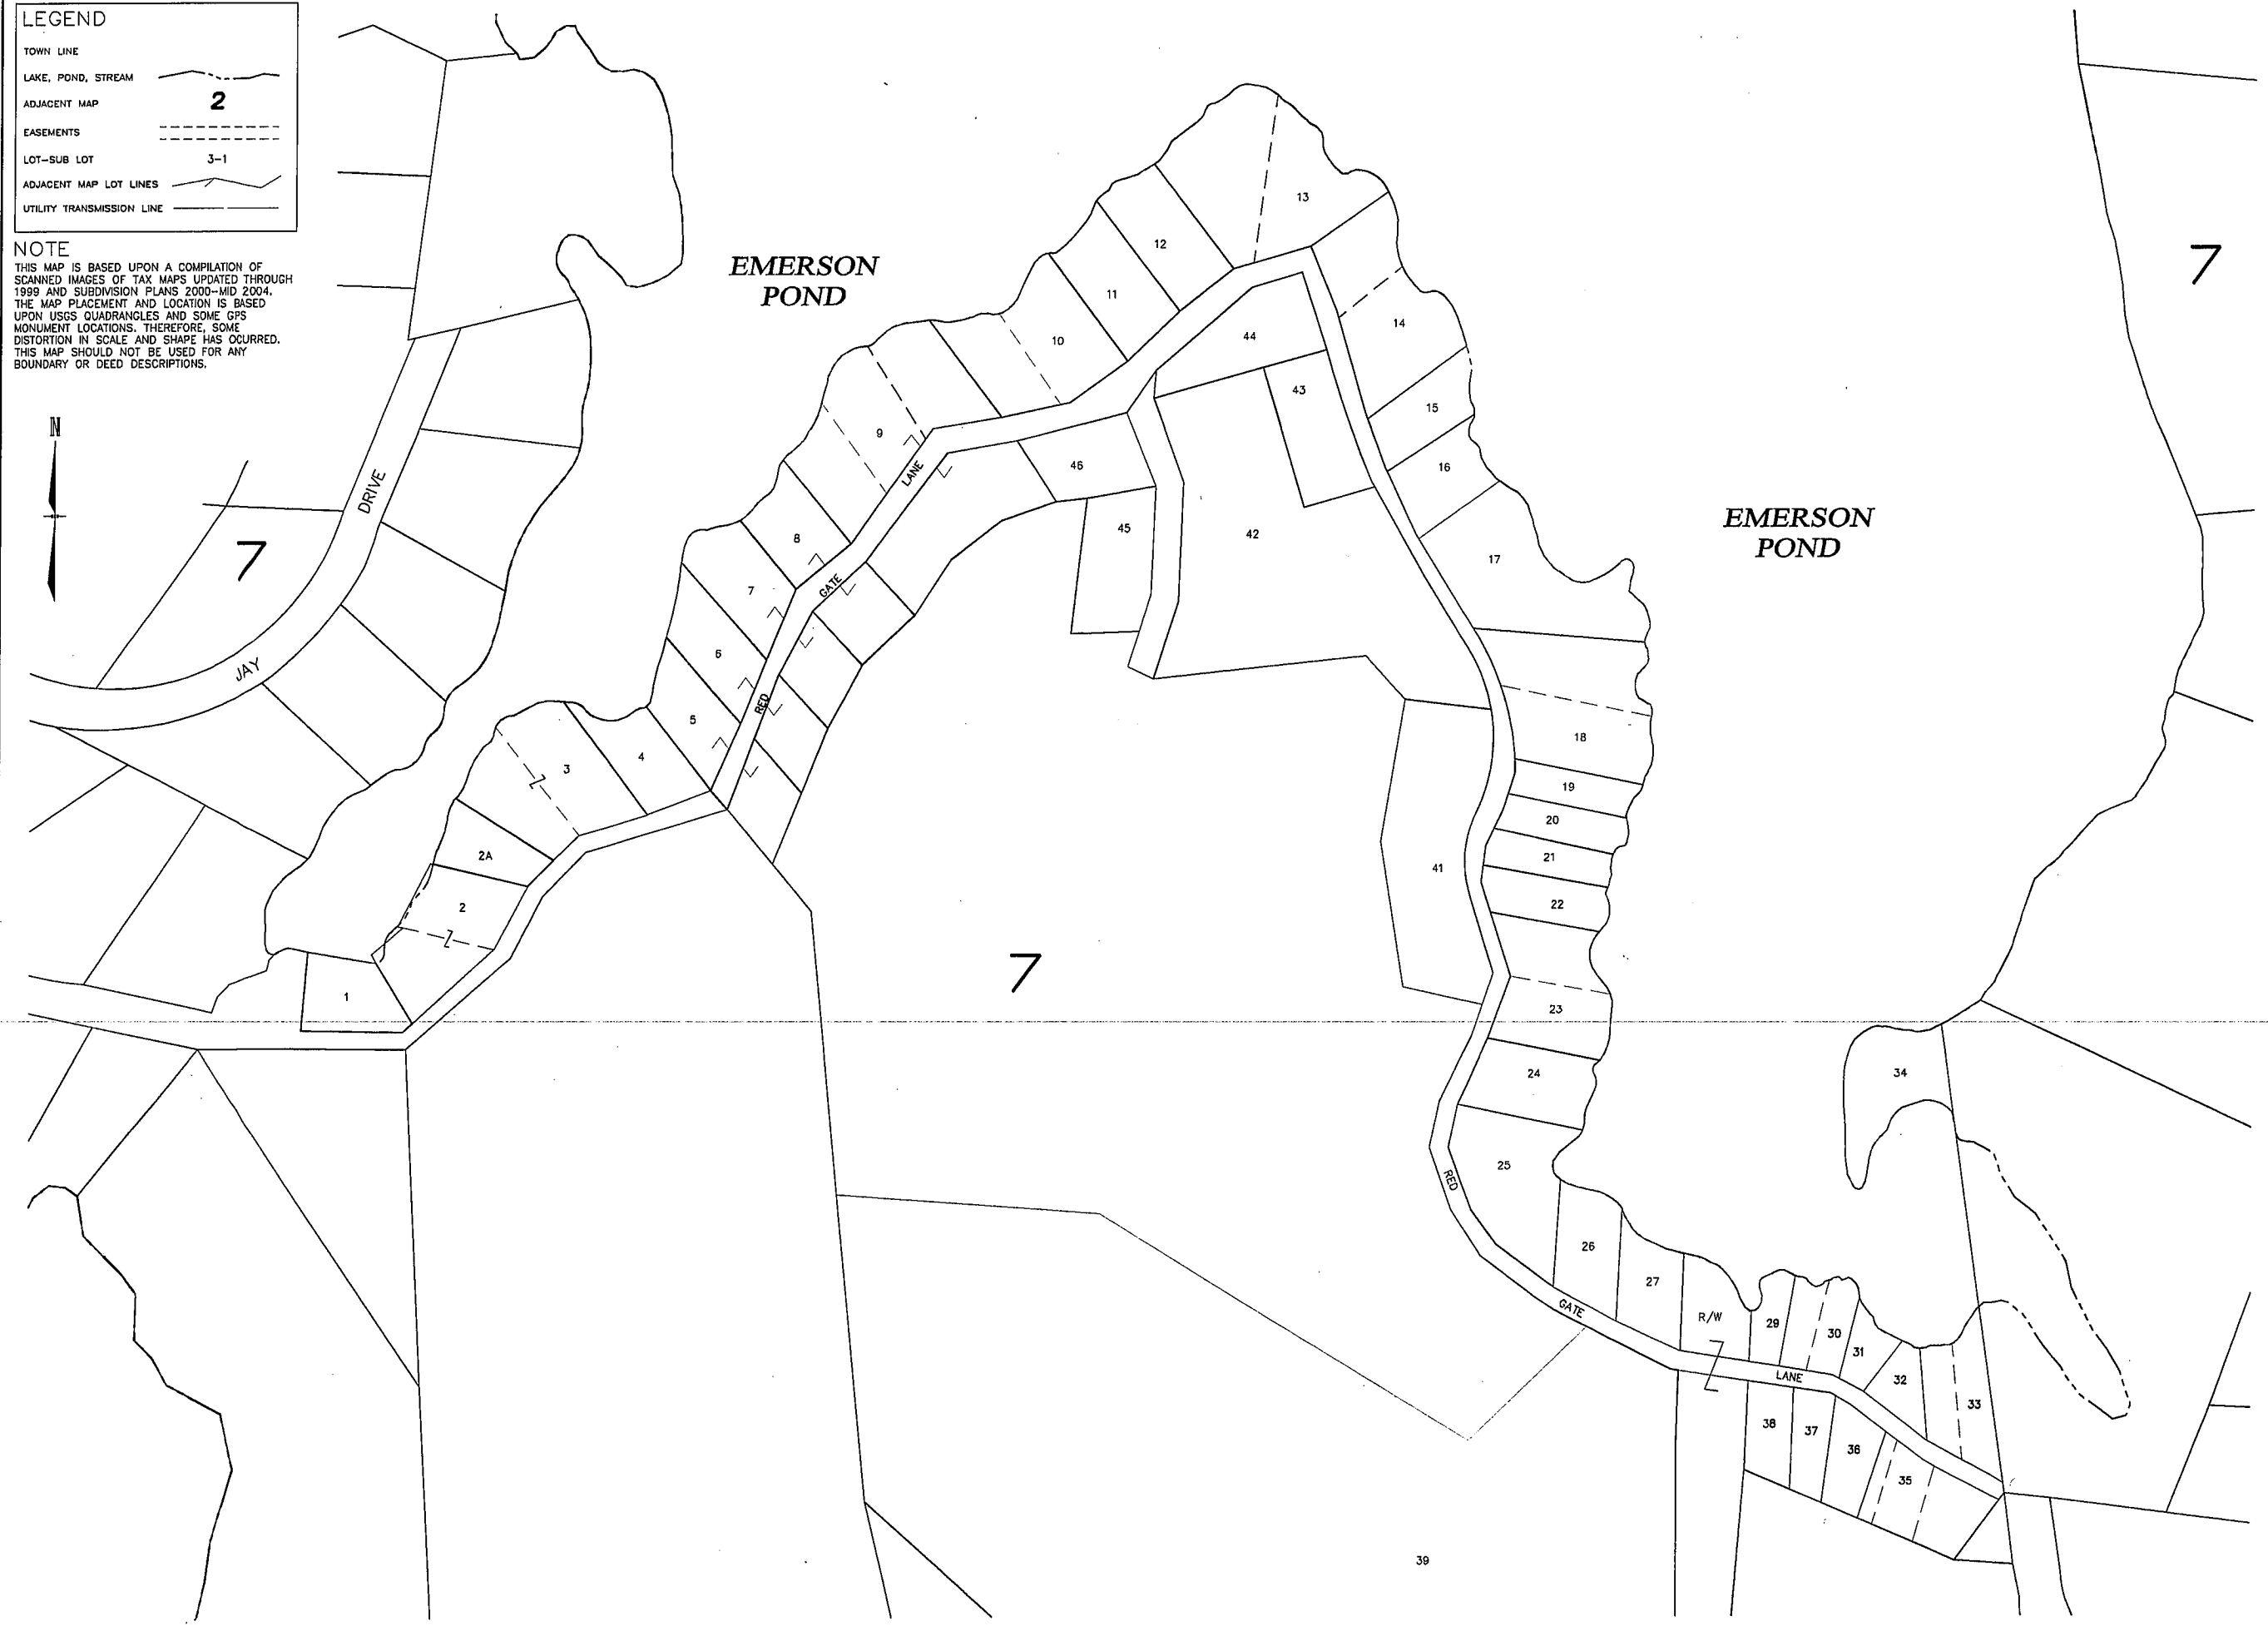 LEGEND
TOWN LINE
LAKE, POND, STREAM
ADJACENT MAP 2
EASEMENTS
LOT-SUB LOT 3-1
ADJACENT MAP LOT LINES
UTILITY TRANSMISSION LINE
NOTE
THIS MAP IS BASED UPON A COMPILATION OF
SCANNED IMAGES OF TAX MAPS UPDATED THROUGH
1999 AND SUBDIVISION PLANS 2000-MID 2004.
THE MAP PLACEMENT AND LOCATION IS BASED
UPON USGS QUADRANGLES AND SOME GPS
MONUMENT LOCATIONS. THEREFORE, SOME
DISTORTION IN SCALE AND SHAPE HAS OCURRED.
THIS MAP SHOULD NOT BE USED FOR ANY
BOUNDARY OR DEED DESCRIPTIONS.
N
EMERSON
POND
EMERSON
POND
7
7
7
JAY
DRIVE
RED
GATE
LANE
RED
GATE
LANE
1
2
2A
3
4
5
6
7
8
9
10
11
12
13
14
15
16
17
18
19
20
21
22
23
24
25
26
27
R/W
29
30
31
32
33
34
35
36
37
38
39
41
42
43
44
45
46